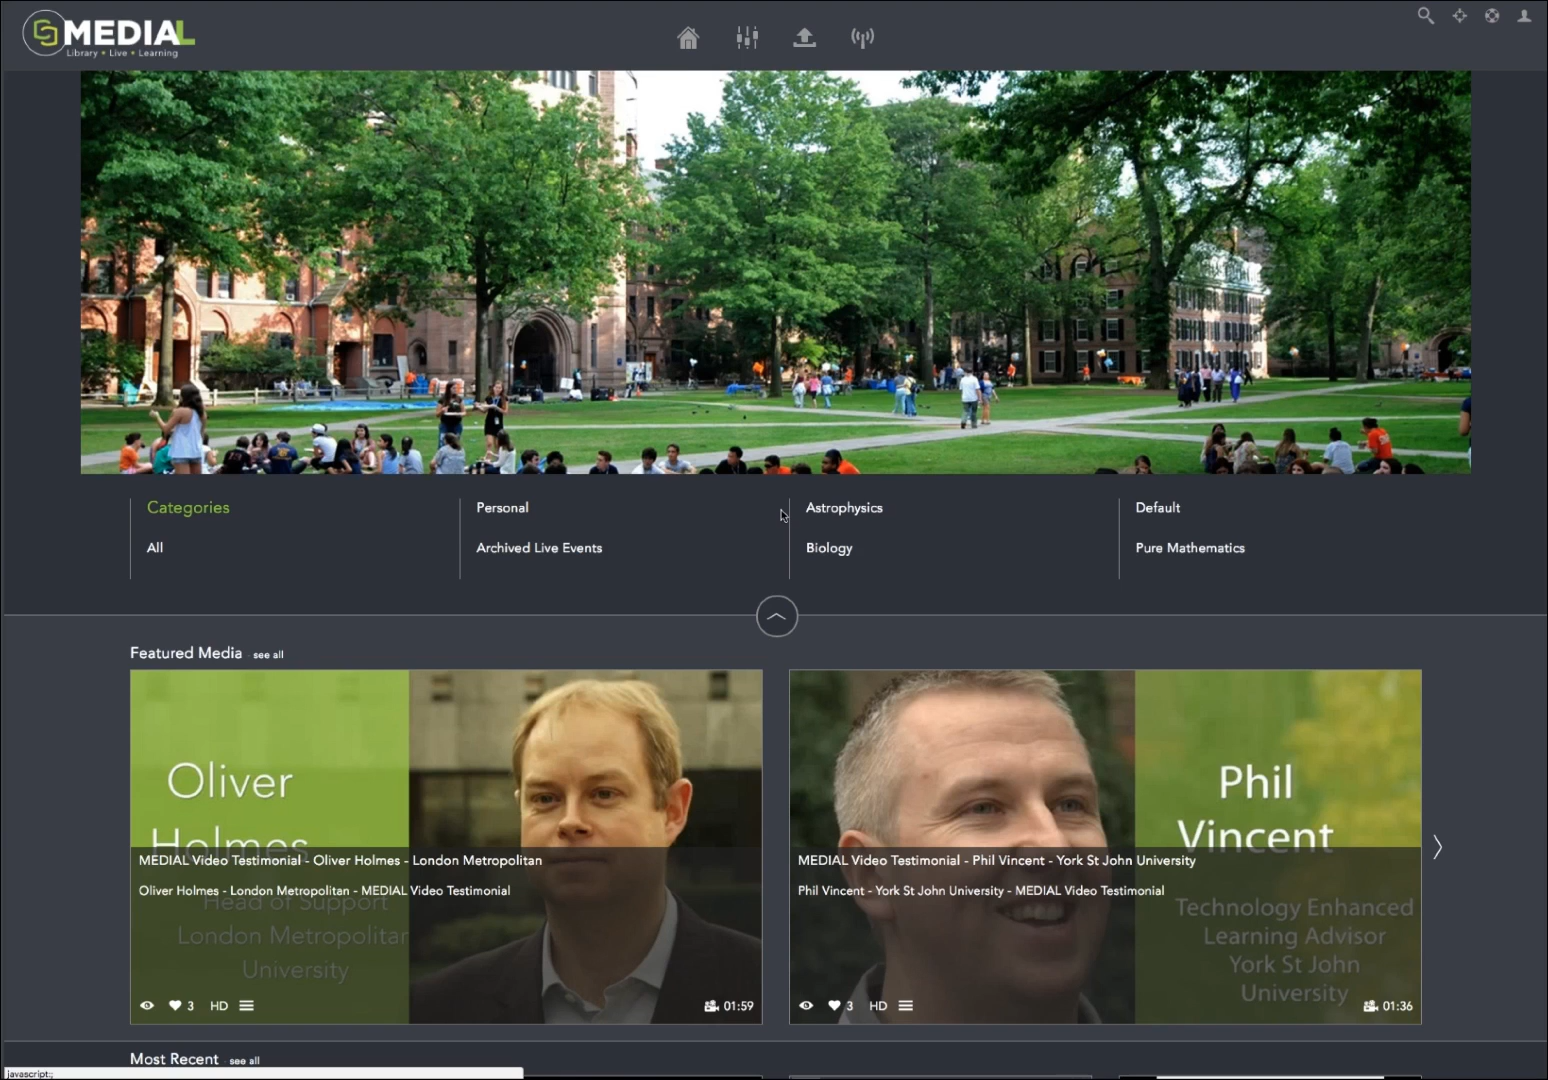 MEDIAL
Library • Live • Learning
Categories
Personal
Astrophysics
Default
All
Archived Live Events
Biology
Pure Mathematics
Featured Media
see all
Oliver
Holmes
MEDIAL Video Testimonial - Oliver Holmes - London Metropolitan
Oliver Holmes - London Metropolitan - MEDIAL Video Testimonial
Head of Support
London Metropolitan
University
3 HD
01:59
Phil
Vincent
MEDIAL Video Testimonial - Phil Vincent - York St John University
Phil Vincent - York St John University - MEDIAL Video Testimonial
Technology Enhanced
Learning Advisor
York St John
University
3 HD
01:36
Most Recent
see all
javascript:;